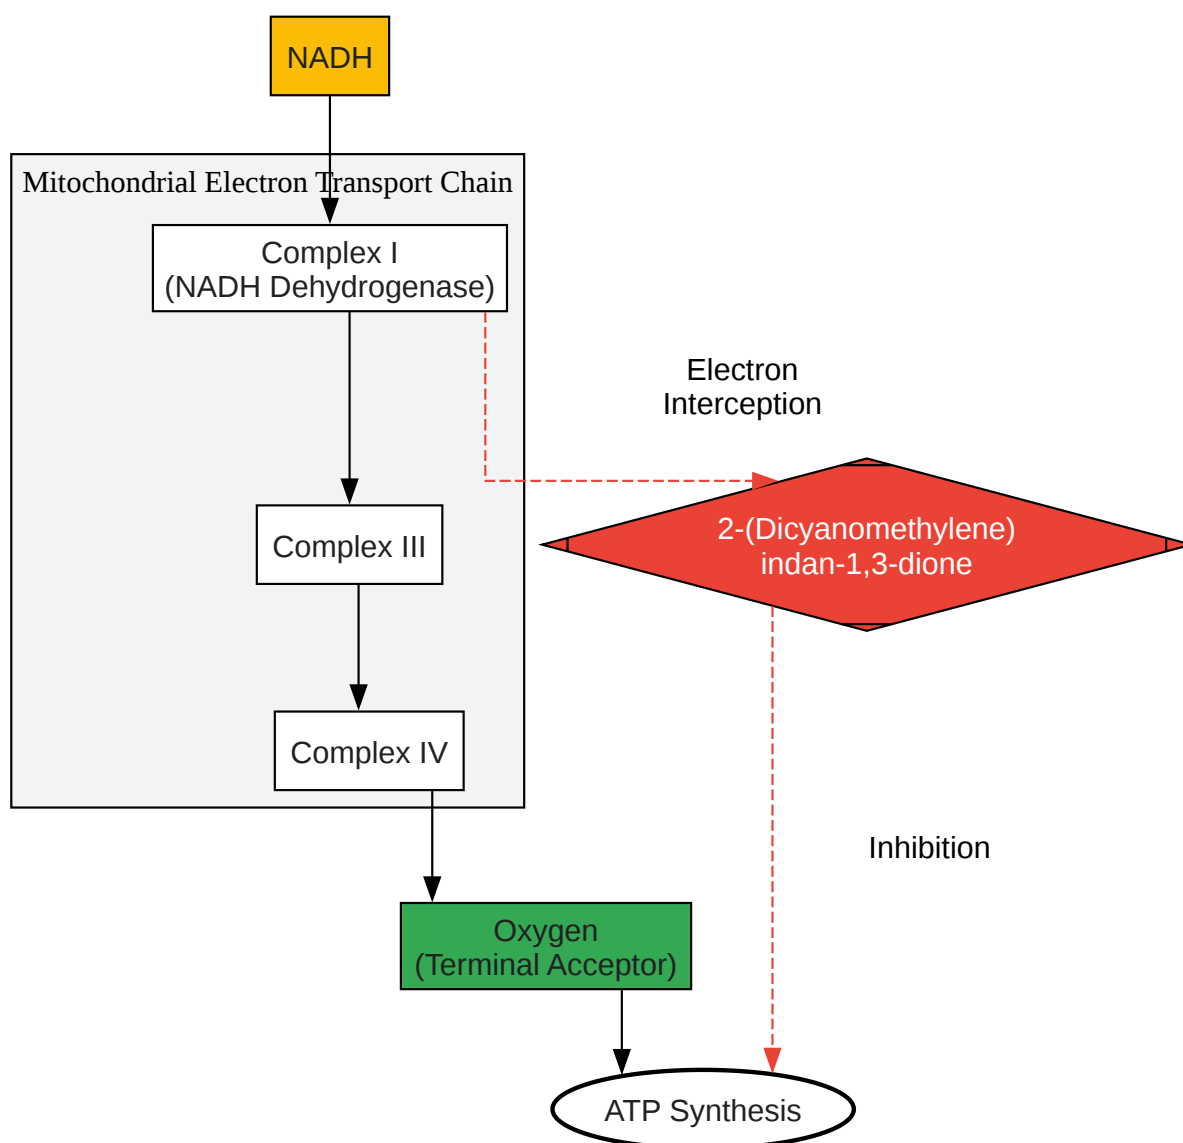 NADH
Mitochondrial Electron Transport Chain
Complex I
(NADH Dehydrogenase)
Electron
Interception
2-(Dicyanomethylene)
indan-1,3-dione
Complex III
Complex IV
Inhibition
Oxygen
(Terminal Acceptor)
ATP Synthesis